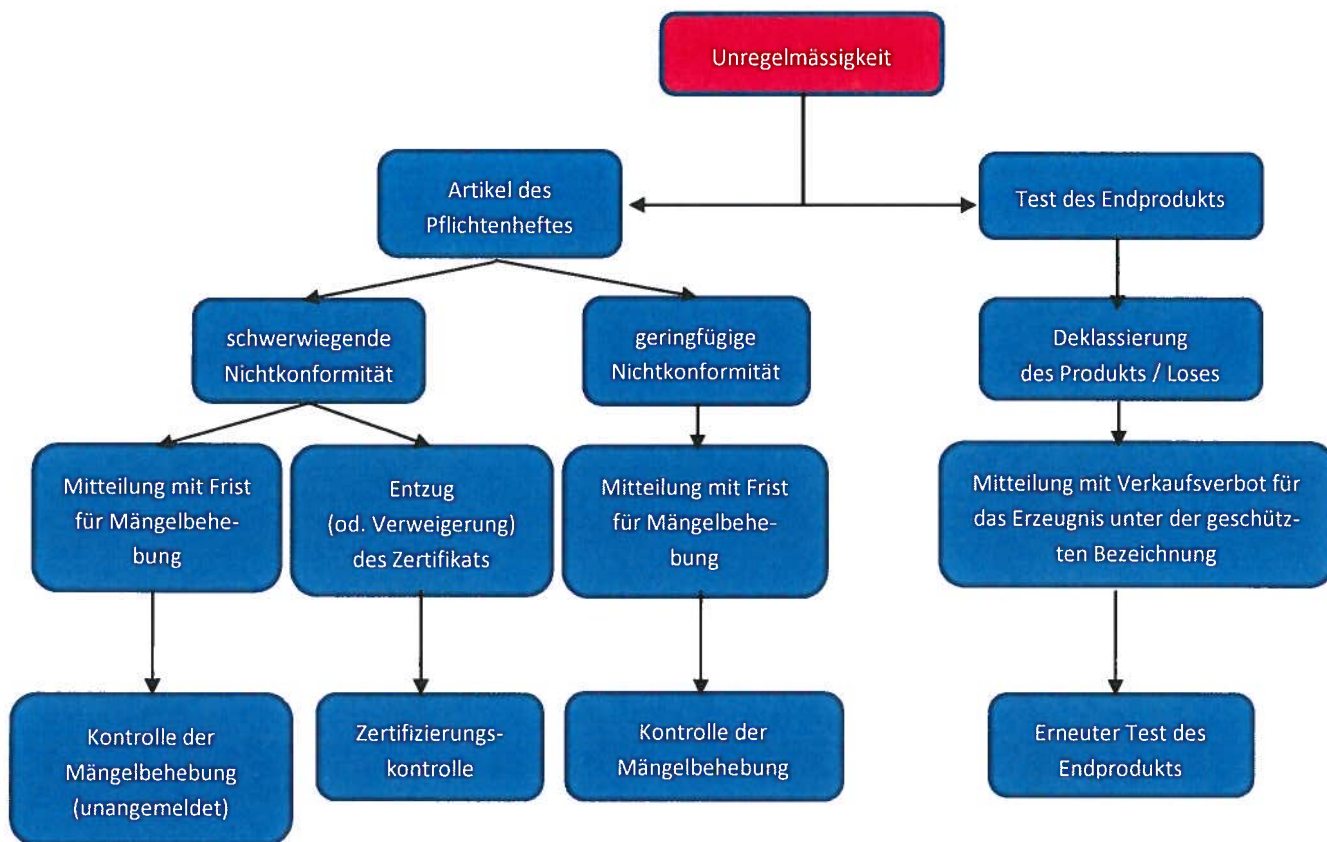 Unregelmässigkeit
Artikel des
Pflichtenheftes
Test des Endprodukts
schwerwiegende
Nichtkonformität
geringfügige
Nichtkonformität
Deklassierung
des Produkts / Loses
Mitteilung mit Frist
für Mängelbehe-
bung
Entzug
(od. Verweigerung)
des Zertifikats
Mitteilung mit Frist
für Mängelbehe-
bung
Mitteilung mit Verkaufsverbot für
das Erzeugnis unter der geschütz-
ten Bezeichnung
Kontrolle der
Mängelbehebung
(unangemeldet)
Zertifizierungs-
kontrolle
Kontrolle der
Mängelbehebung
Erneuter Test des
Endprodukts